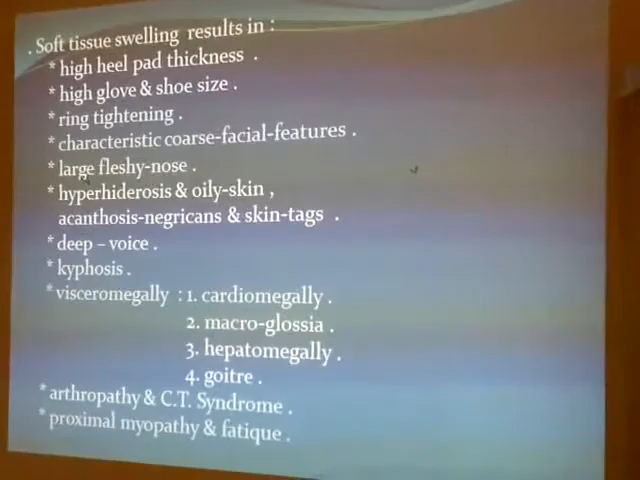 . Soft tissue swelling results in :
* high heel pad thickness .
* high glove & shoe size .
* ring tightening .
* characteristic coarse-facial-features .
* large fleshy-nose .
* hyperhiderosis & oily-skin ,
acanthosis-negricans & skin-tags .
* deep – voice .
* kyphosis .
* visceromegally : 1. cardiomegally .
2. macro-glossia .
3. hepatomegally .
4. goitre .
* arthropathy & C.T. Syndrome .
* proximal myopathy & fatique .